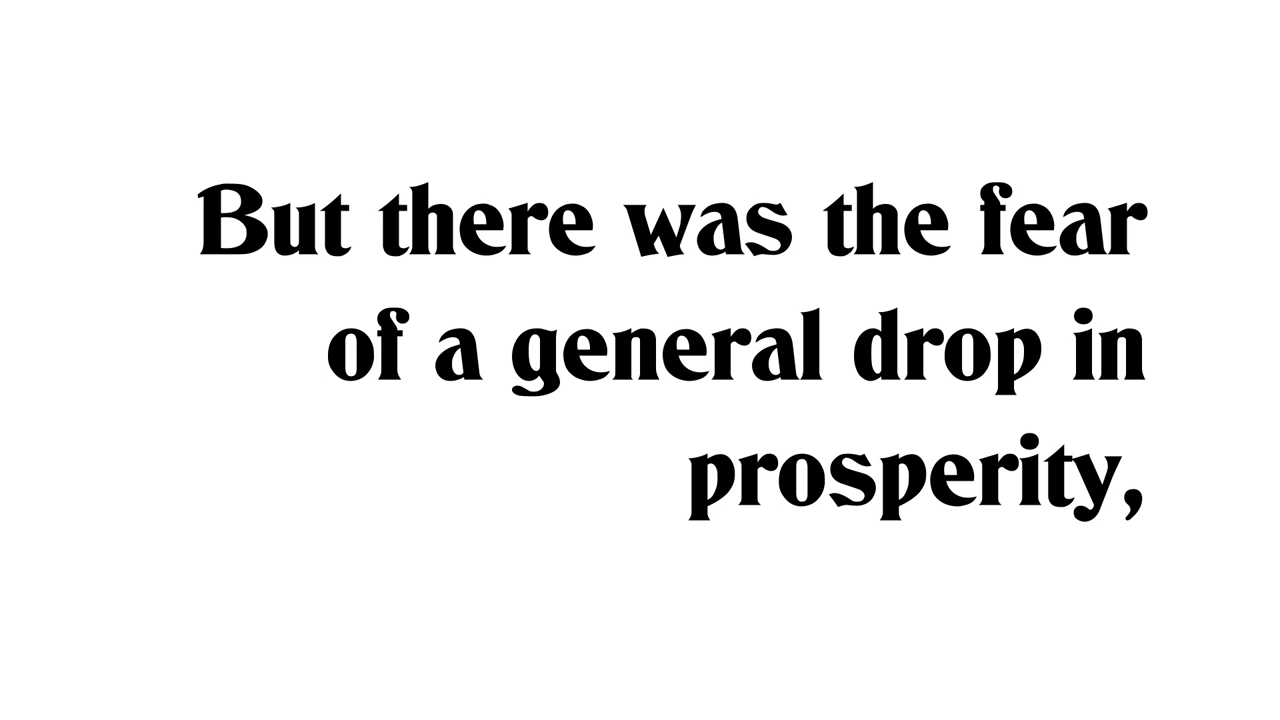 But there was the fear
of a general drop in
prosperity,